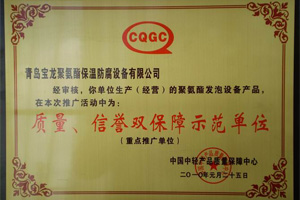 CQGC
青岛宝龙聚氨酯保温防腐设备有限公司
经审核，你单位生产（经营）的聚氨酯发泡设备产品，
在本次推广活动中为：
质量、信誉双保障示范单位
（重点推广单位）
中国中轻产品质量保障中心
二〇一〇年元月二十五日